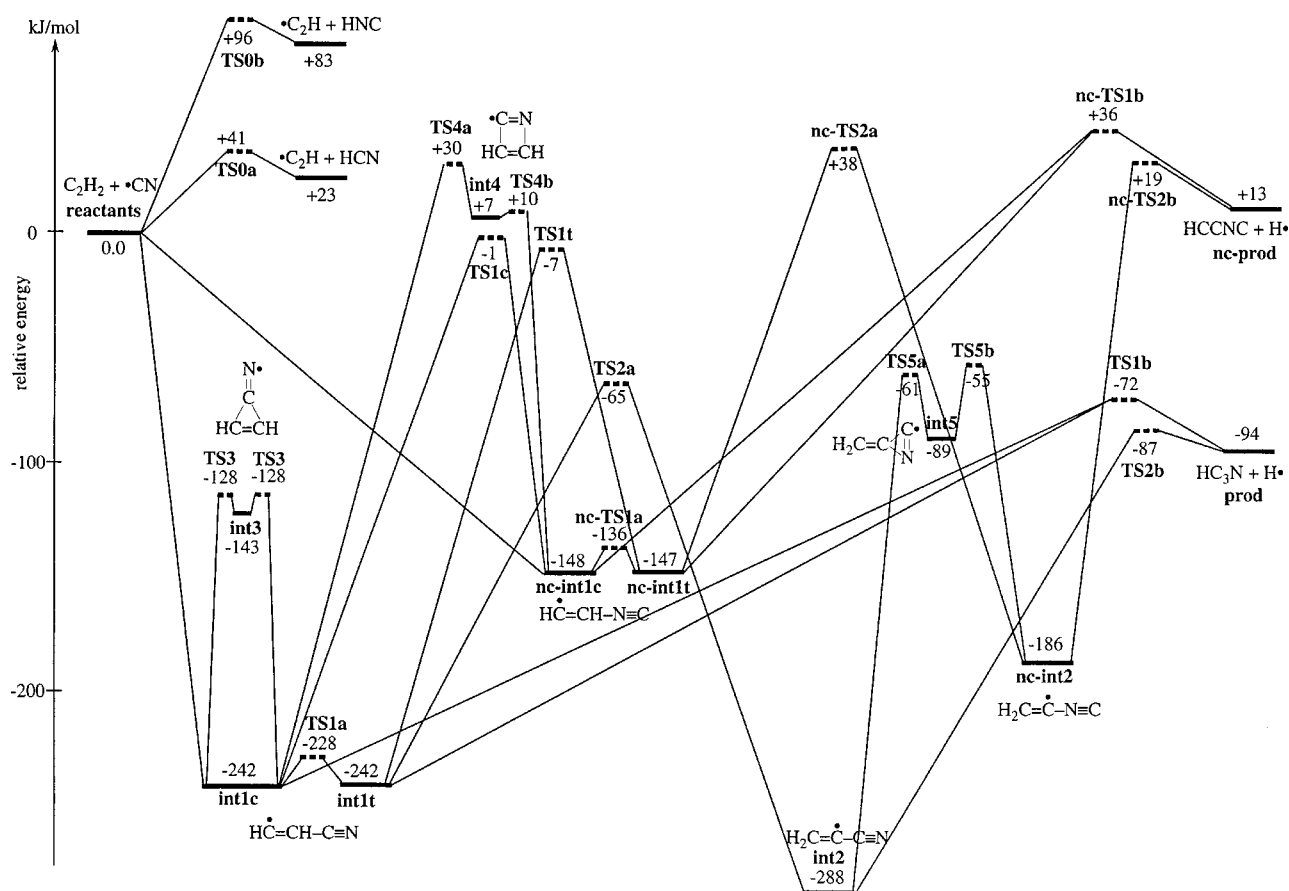 kJ/mol
relative energy
0
-100
-200
C₂H₂ + •CN
reactants
0.0
+96
TS0b
•C₂H + HNC
+83
+41
TS0a
•C₂H + HCN
+23
N•
C
HC=CH
TS3
-128
TS3
-128
int3
-143
-242
int1c
HĊ=CH–C≡N
TS1a
-228
-242
int1t
TS4a
+30
•C=N
HC=CH
int4
+7
TS4b
+10
-1
TS1c
TS1t
-7
TS2a
-65
-148
nc-int1c
HĊ=CH–N≡C
nc-TS1a
-136
-147
nc-int1t
nc-TS2a
+38
TS5a
-61
int5
-89
TS5b
-55
H₂C=C
C•
N
H₂C=Ċ–C≡N
int2
-288
-186
nc-int2
H₂C=Ċ–N≡C
nc-TS1b
+36
+19
nc-TS2b
+13
HCCNC + H•
nc-prod
TS1b
-72
-87
TS2b
-94
HC₃N + H•
prod